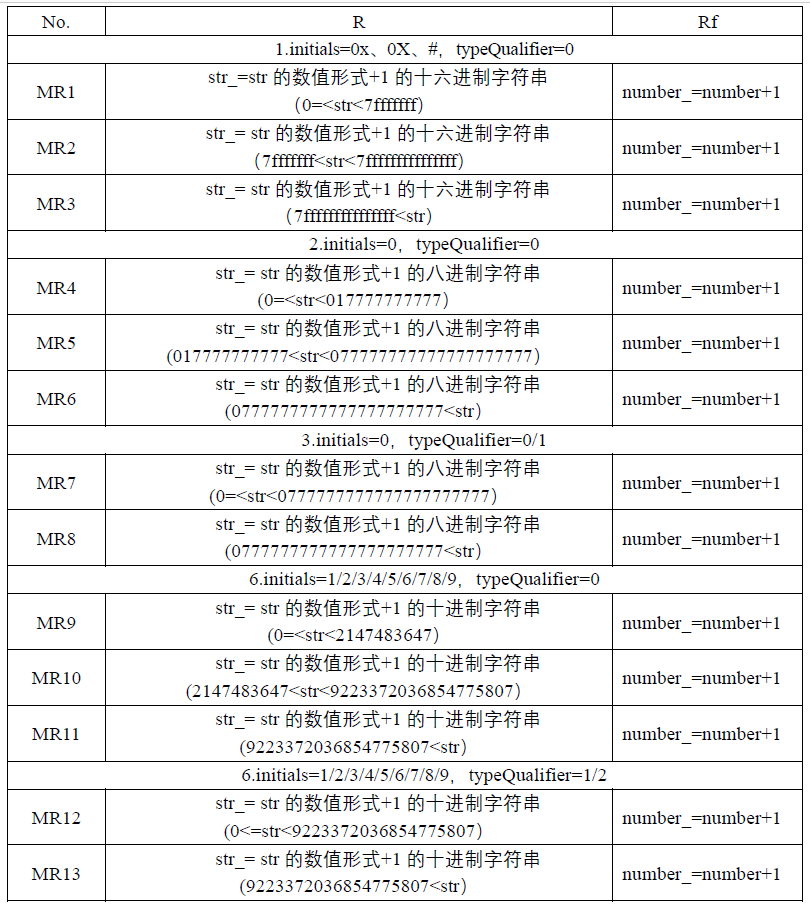 No. R Rf
1.initials=0x、0X、#，typeQualifier=0
MR1 str_=str 的数值形式+1 的十六进制字符串 number_=number+1
（0=<str<7fffffff）
MR2 str_= str 的数值形式+1 的十六进制字符串 number_=number+1
（7fffffff<str<7fffffffffffffff）
MR3 str_= str 的数值形式+1 的十六进制字符串 number_=number+1
（7fffffffffffffff<str）
2.initials=0，typeQualifier=0
MR4 str_= str 的数值形式+1 的八进制字符串 number_=number+1
(0=<str<017777777777）
MR5 str_= str 的数值形式+1 的八进制字符串 number_=number+1
(017777777777<str<0777777777777777777777）
MR6 str_= str 的数值形式+1 的八进制字符串 number_=number+1
(0777777777777777777777<str）
3.initials=0，typeQualifier=0/1
MR7 str_= str 的数值形式+1 的八进制字符串 number_=number+1
(0=<str<0777777777777777777777）
MR8 str_= str 的数值形式+1 的八进制字符串 number_=number+1
(0777777777777777777777<str）
6.initials=1/2/3/4/5/6/7/8/9，typeQualifier=0
MR9 str_= str 的数值形式+1 的十进制字符串 number_=number+1
(0=<str<2147483647）
MR10 str_= str 的数值形式+1 的十进制字符串 number_=number+1
(2147483647<str<9223372036854775807）
MR11 str_= str 的数值形式+1 的十进制字符串 number_=number+1
(9223372036854775807<str）
6.initials=1/2/3/4/5/6/7/8/9，typeQualifier=1/2
MR12 str_= str 的数值形式+1 的十进制字符串 number_=number+1
(0<=str<9223372036854775807）
MR13 str_= str 的数值形式+1 的十进制字符串 number_=number+1
(9223372036854775807<str）